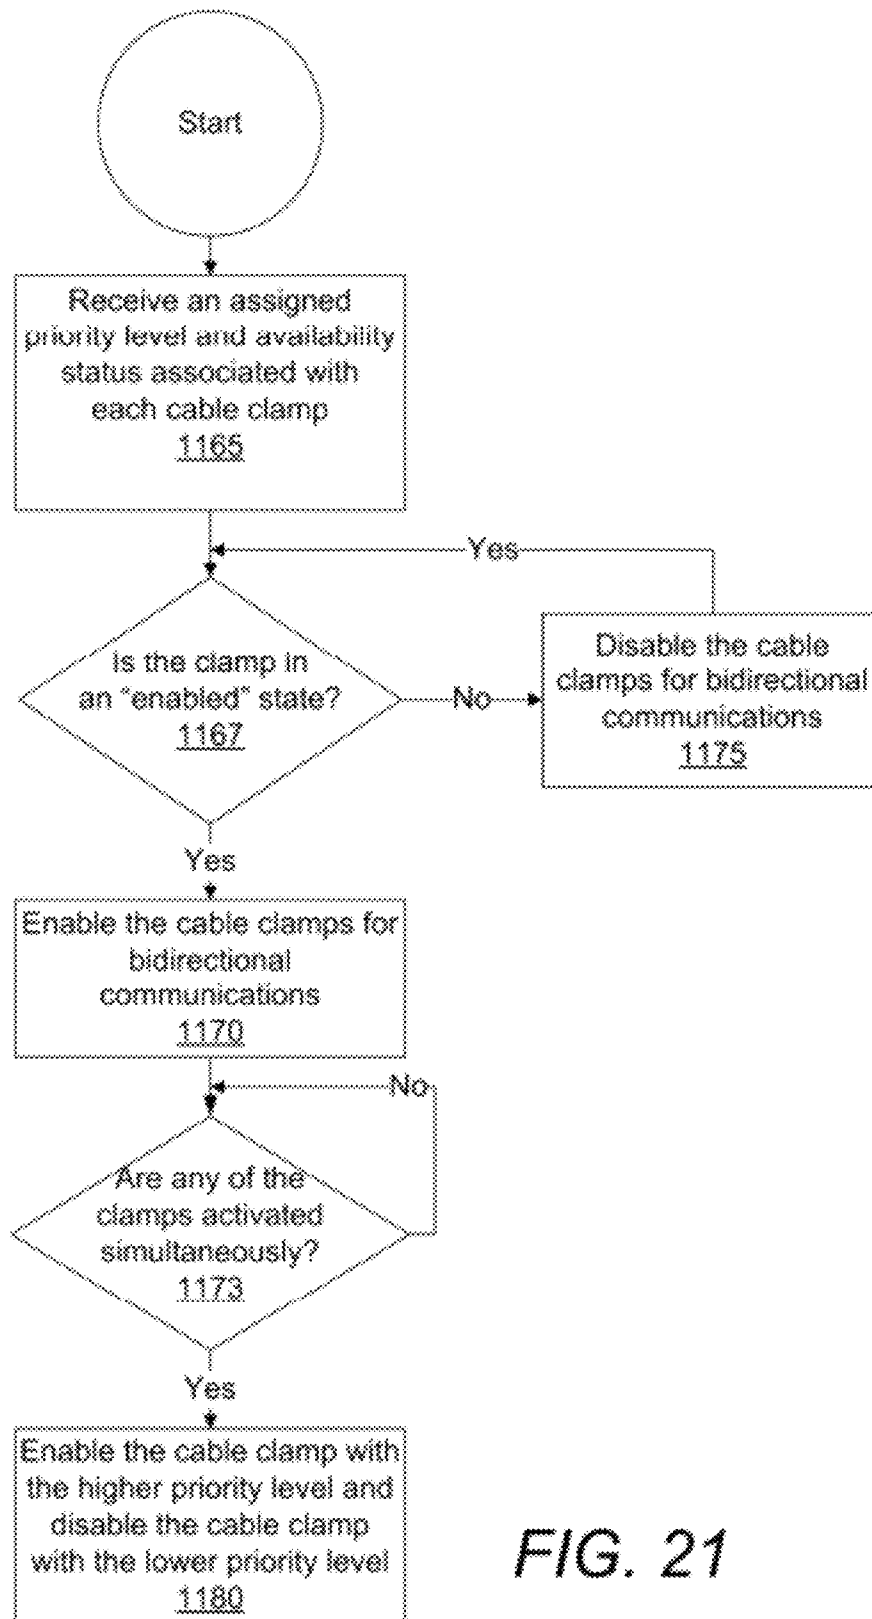 Start
Receive an assigned
priority level and availability
status associated with
each cable clamp
1165
Yes
Is the clamp in
an "enabled" state?
1167
No
Disable the cable
clamps for bidirectional
communications
1175
Yes
Enable the cable clamps for
bidirectional
communications
1170
No
Are any of the
clamps activated
simultaneously?
1173
Yes
Enable the cable clamp with
the higher priority level and
disable the cable clamp
with the lower priority level
1180
FIG. 21